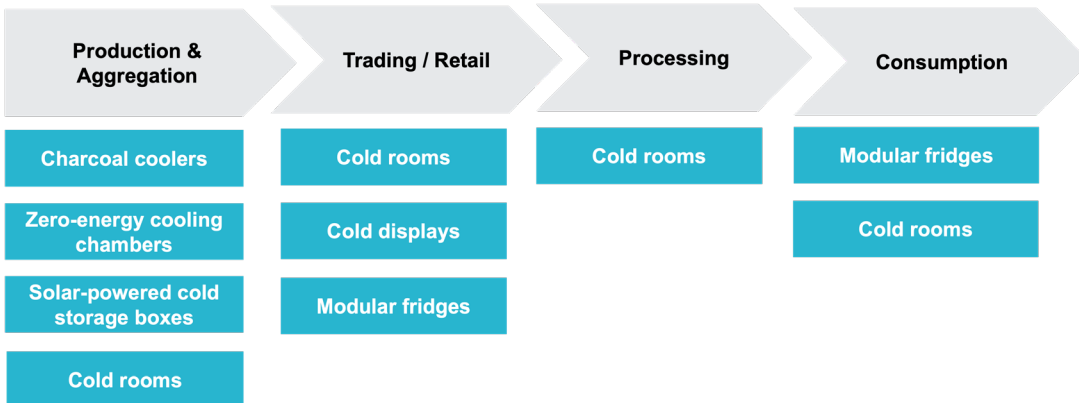 Production &
Aggregation
Trading / Retail
Processing
Consumption
Charcoal coolers
Zero-energy cooling
chambers
Solar-powered cold
storage boxes
Cold rooms
Cold rooms
Cold displays
Modular fridges
Cold rooms
Modular fridges
Cold rooms